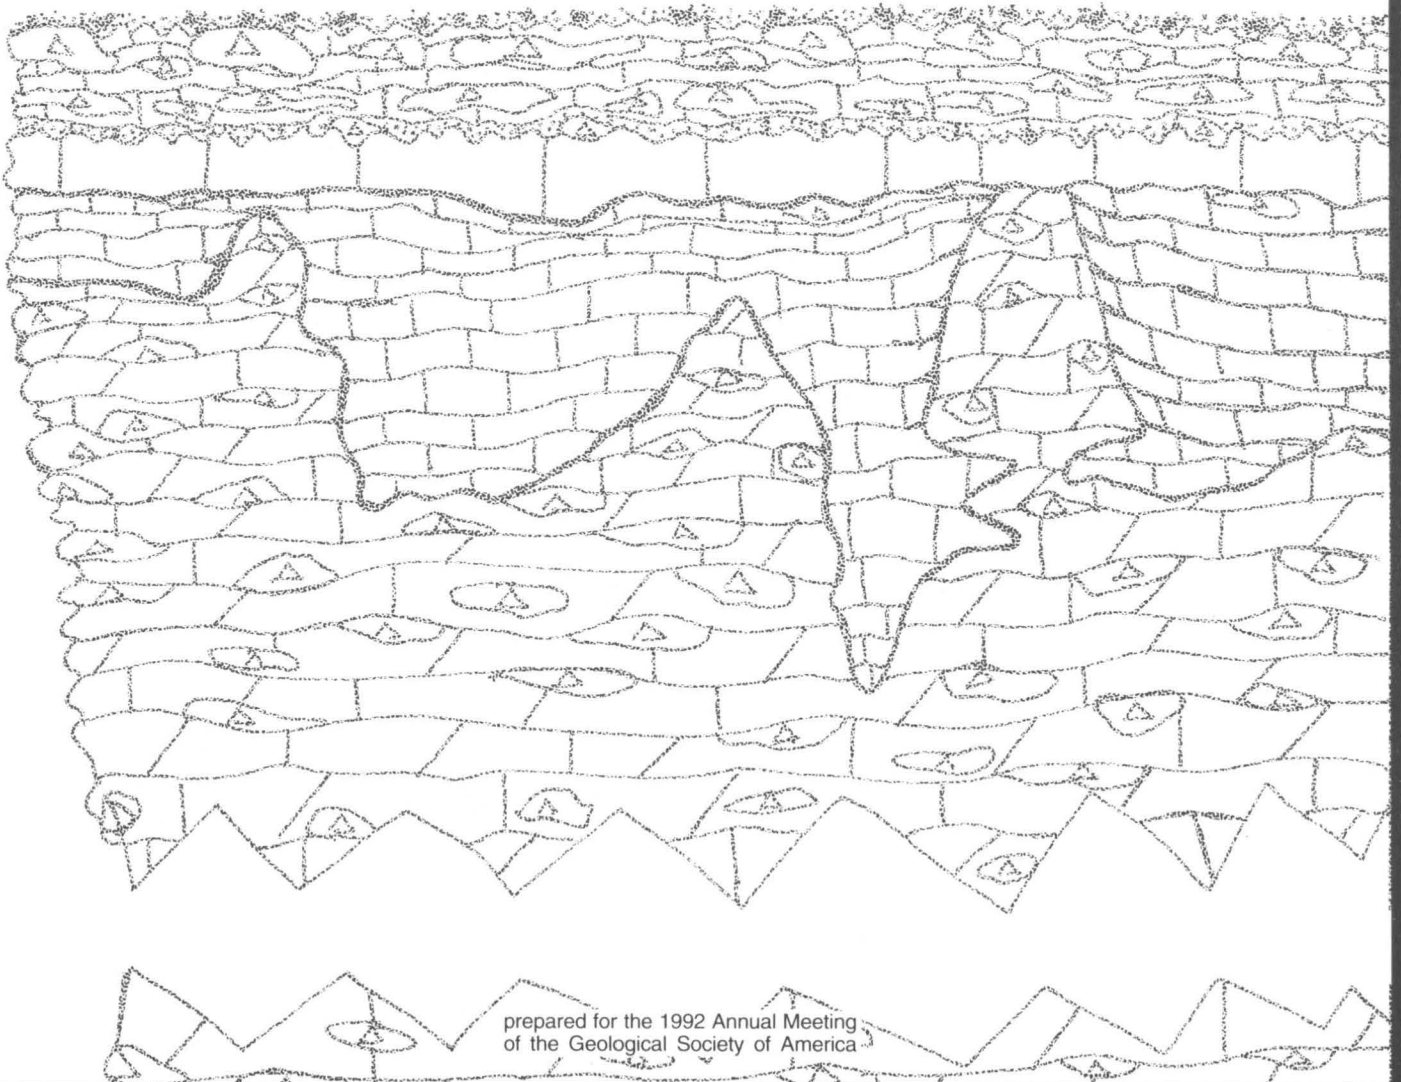 prepared for the 1992 Annual Meeting
of the Geological Society of America